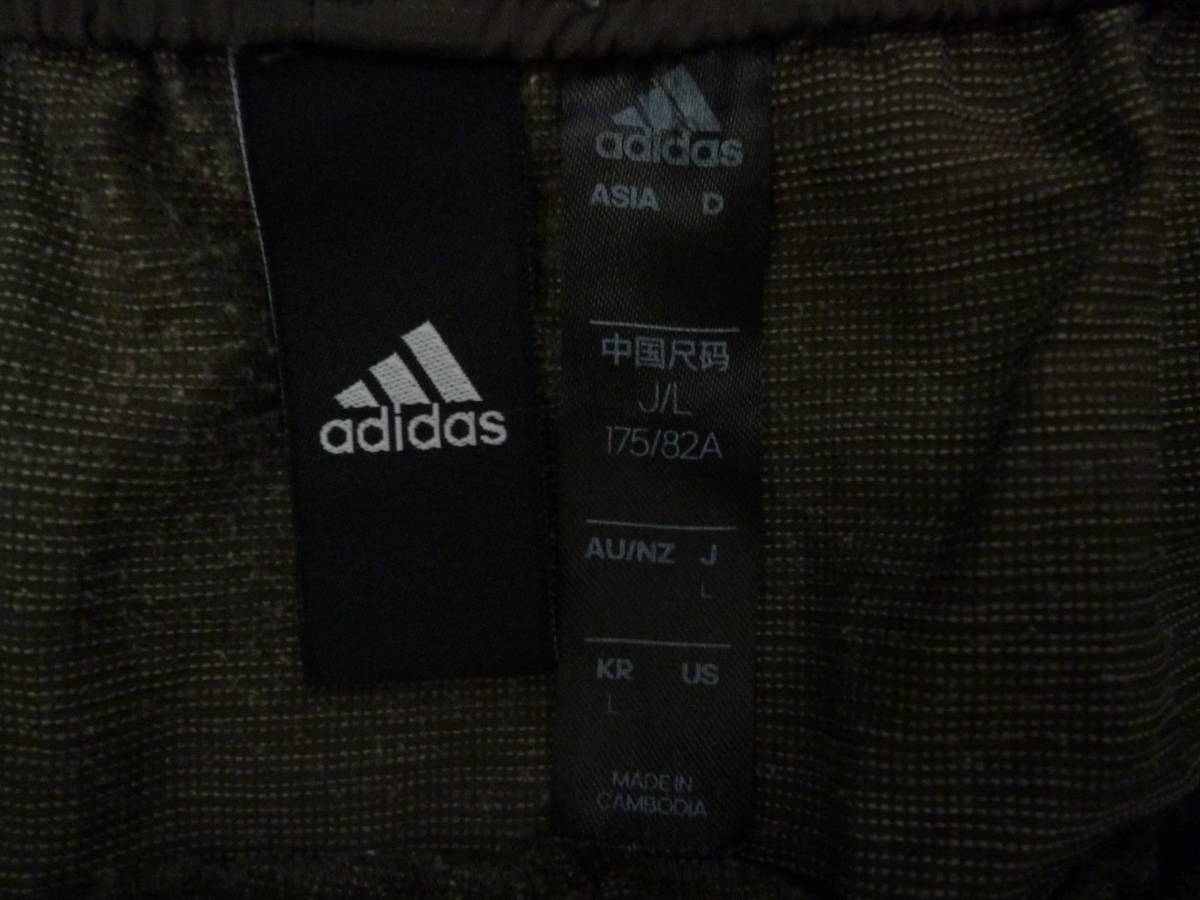 adidas
adidas
ASIA D
中国尺码
J/L
175/82A
AU/NZ J
L
KR US
L
MADE IN
CAMBODIA